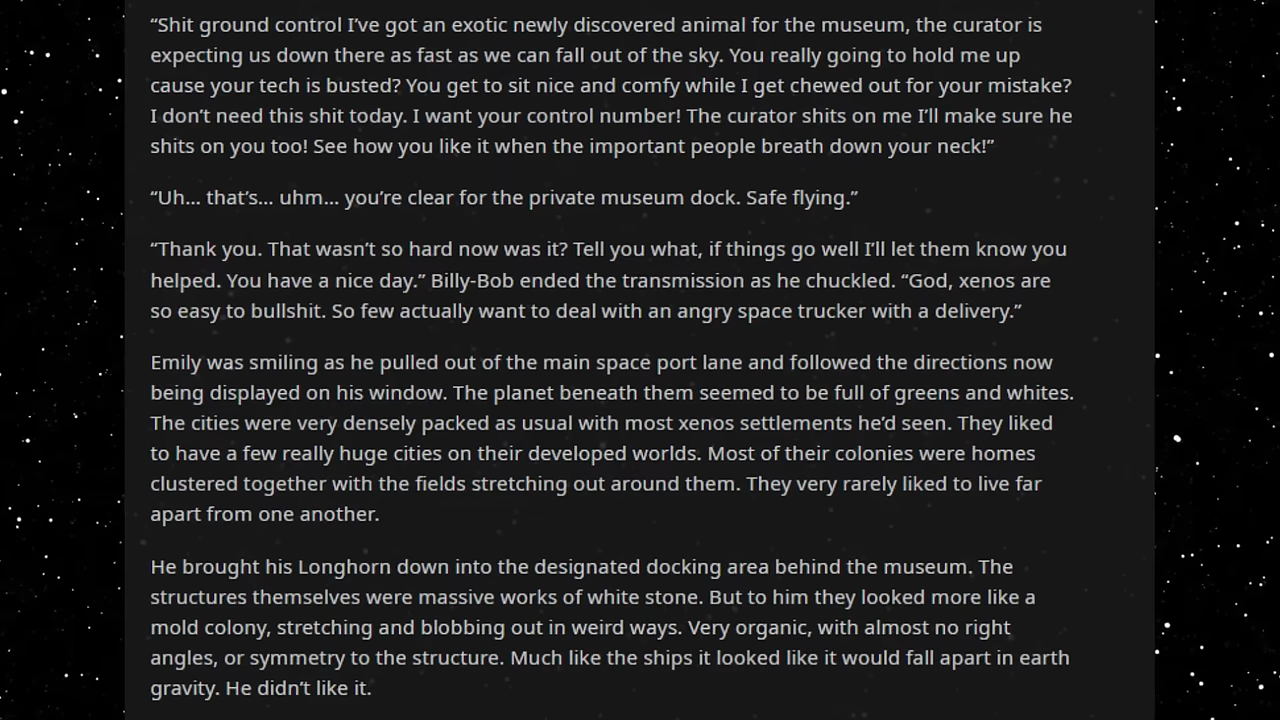 “Shit ground control I’ve got an exotic newly discovered animal for the museum, the curator is
expecting us down there as fast as we can fall out of the sky. You really going to hold me up
cause your tech is busted? You get to sit nice and comfy while I get chewed out for your mistake?
I don’t need this shit today. I want your control number! The curator shits on me I’ll make sure he
shits on you too! See how you like it when the important people breath down your neck!”
“Uh... that’s... uhm... you’re clear for the private museum dock. Safe flying.”
“Thank you. That wasn’t so hard now was it? Tell you what, if things go well I’ll let them know you
helped. You have a nice day.” Billy-Bob ended the transmission as he chuckled. “God, xenos are
so easy to bullshit. So few actually want to deal with an angry space trucker with a delivery.”
Emily was smiling as he pulled out of the main space port lane and followed the directions now
being displayed on his window. The planet beneath them seemed to be full of greens and whites.
The cities were very densely packed as usual with most xenos settlements he’d seen. They liked
to have a few really huge cities on their developed worlds. Most of their colonies were homes
clustered together with the fields stretching out around them. They very rarely liked to live far
apart from one another.
He brought his Longhorn down into the designated docking area behind the museum. The
structures themselves were massive works of white stone. But to him they looked more like a
mold colony, stretching and blobbing out in weird ways. Very organic, with almost no right
angles, or symmetry to the structure. Much like the ships it looked like it would fall apart in earth
gravity. He didn’t like it.